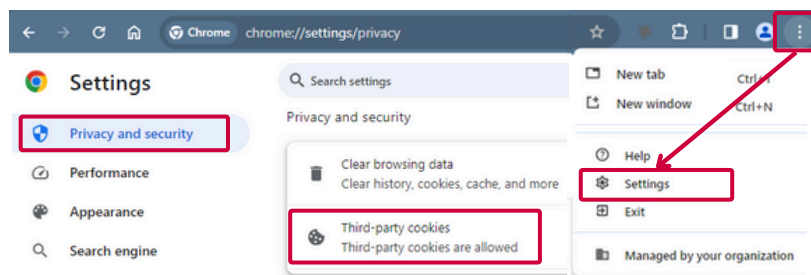 Chrome chrome://settings/privacy
Settings
Search settings
Privacy and security
Privacy and security
Performance
Appearance
Search engine
Clear browsing data
Clear history, cookies, cache, and more
Third-party cookies
Third-party cookies are allowed
New tab
New window Ctrl+N
Help
Settings
Exit
Managed by your organization